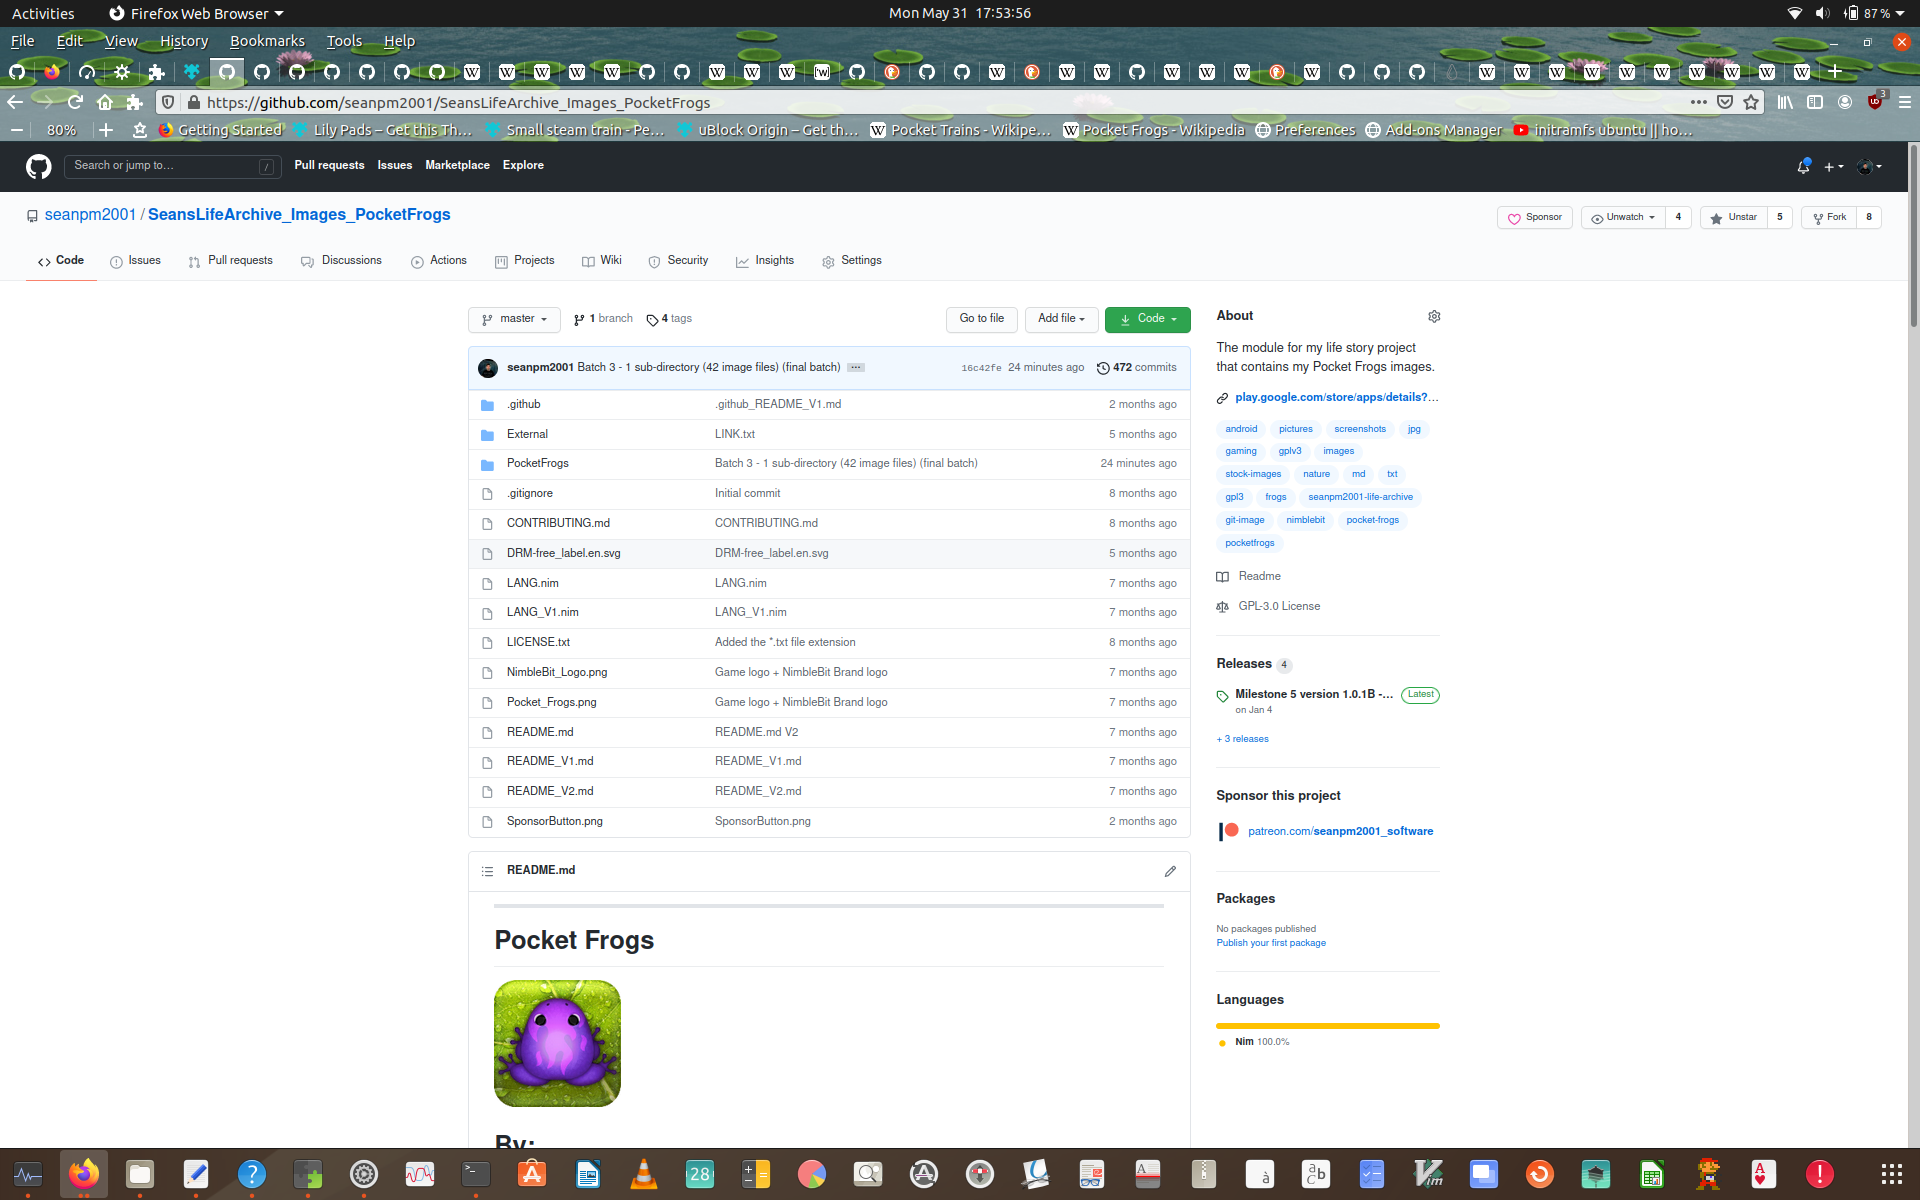 Activities Firefox Web Browser Mon May 31 17:53:56 87 %
File Edit View History Bookmarks Tools Help
https://github.com/seanpm2001/SeansLifeArchive_Images_PocketFrogs 3
80% Getting Started Lily Pads – Get this Th… Small steam train - Pe… uBlock Origin – Get th… Pocket Trains - Wikipe… Pocket Frogs - Wikipedia Preferences Add-ons Manager initramfs ubuntu || ho…
Search or jump to… / Pull requests Issues Marketplace Explore
seanpm2001 / SeansLifeArchive_Images_PocketFrogs Sponsor Unwatch 4 Unstar 5 Fork 8
Code Issues Pull requests Discussions Actions Projects Wiki Security Insights Settings
master 1 branch 4 tags Go to file Add file Code
seanpm2001 Batch 3 - 1 sub-directory (42 image files) (final batch) … 16c42fe 24 minutes ago 472 commits
.github .github_README_V1.md 2 months ago
External LINK.txt 5 months ago
PocketFrogs Batch 3 - 1 sub-directory (42 image files) (final batch) 24 minutes ago
.gitignore Initial commit 8 months ago
CONTRIBUTING.md CONTRIBUTING.md 8 months ago
DRM-free_label.en.svg DRM-free_label.en.svg 5 months ago
LANG.nim LANG.nim 7 months ago
LANG_V1.nim LANG_V1.nim 7 months ago
LICENSE.txt Added the *.txt file extension 8 months ago
NimbleBit_Logo.png Game logo + NimbleBit Brand logo 7 months ago
Pocket_Frogs.png Game logo + NimbleBit Brand logo 7 months ago
README.md README.md V2 7 months ago
README_V1.md README_V1.md 7 months ago
README_V2.md README_V2.md 7 months ago
SponsorButton.png SponsorButton.png 2 months ago
README.md
Pocket Frogs
By:
About
The module for my life story project
that contains my Pocket Frogs images.
play.google.com/store/apps/details?…
android pictures screenshots jpg
gaming gplv3 images
stock-images nature md txt
gpl3 frogs seanpm2001-life-archive
git-image nimblebit pocket-frogs
pocketfrogs
Readme
GPL-3.0 License
Releases 4
Milestone 5 version 1.0.1B -… Latest
on Jan 4
+ 3 releases
Sponsor this project
patreon.com/seanpm2001_software
Packages
No packages published
Publish your first package
Languages
Nim 100.0%
28